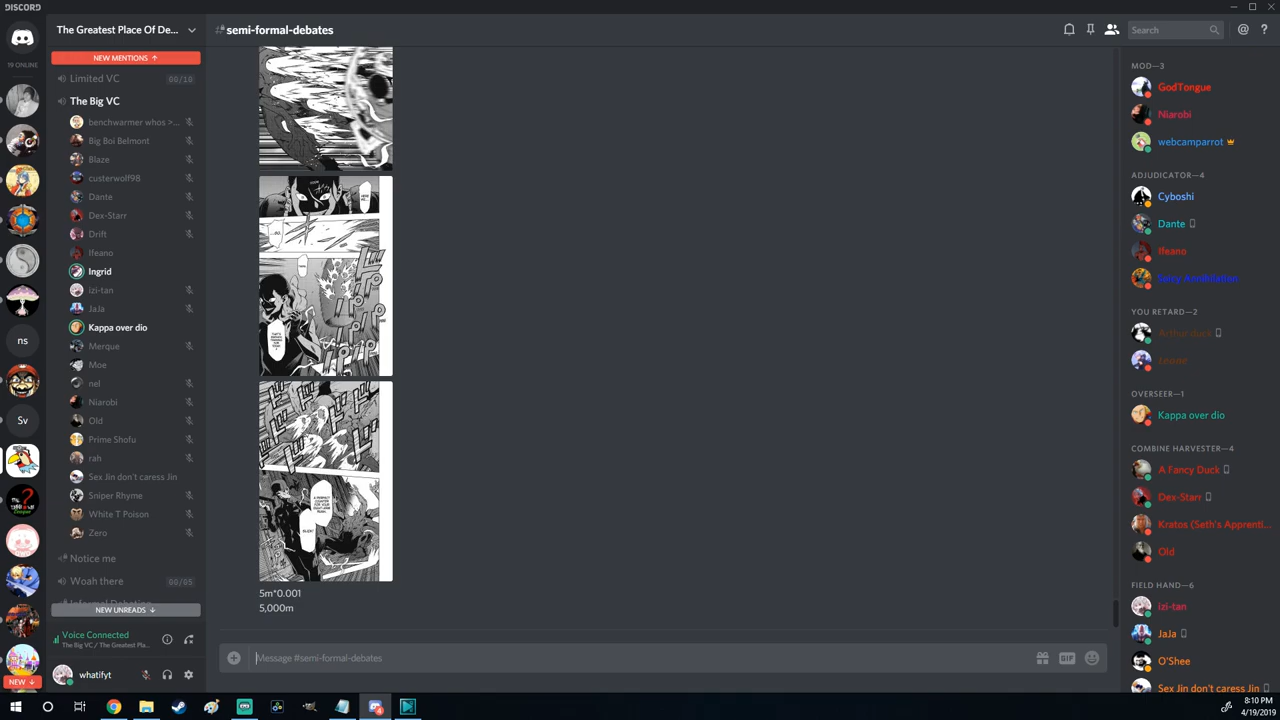 DISCORD
19 ONLINE
ns
Sv
NEW ↓
The Greatest Place Of De...
NEW MENTIONS ↑
Limited VC 00/10
The Big VC
benchwarmer whos >...
Big Boi Belmont
Blaze
custerwolf98
Dante
Dex-Starr
Drift
Ifeano
Ingrid
izi-tan
JaJa
Kappa over dio
Merque
Moe
nel
Niarobi
Old
Prime Shofu
rah
Sex Jin don't caress Jin
Sniper Rhyme
White T Poison
Zero
Notice me
Woah there 00/05
NEW UNREADS ↓
Voice Connected
The Big VC / The Greatest Pla...
whatifyt
#semi-formal-debates
Search
A PERFECT
COUNTER
FOR YOUR
5m*0.001
5,000m
Message #semi-formal-debates
GIF
MOD—3
GodTongue
Niarobi
webcamparrot
ADJUDICATOR—4
Cyboshi
Dante
Ifeano
YOU RETARD—2
Arthur duck
OVERSEER—1
Kappa over dio
COMBINE HARVESTER—4
A Fancy Duck
Dex-Starr
Kratos (Seth's Apprenti...
Old
FIELD HAND—6
izi-tan
JaJa
O'Shee
Sex Jin don't caress Jin
8:10 PM
4/19/2019